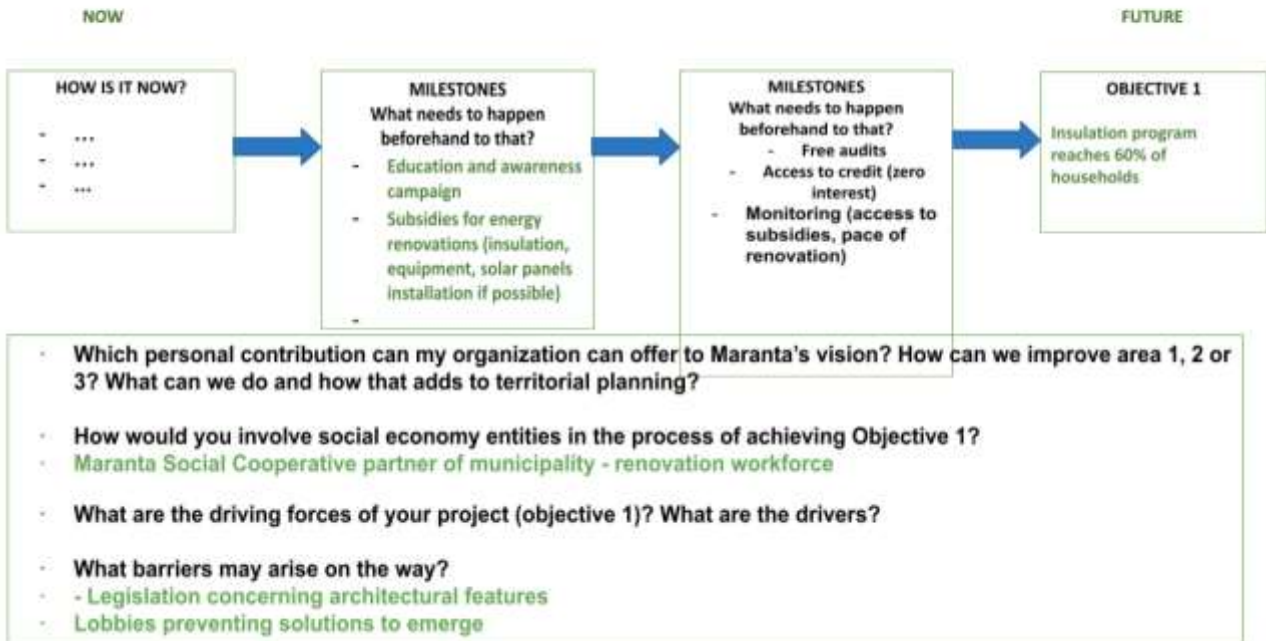 NOW
FUTURE
HOW IS IT NOW?
- ...
- ...
- ...
MILESTONES
What needs to happen
beforehand to that?
- Education and awareness
campaign
- Subsidies for energy
renovations (insulation,
equipment, solar panels
installation if possible)
-
MILESTONES
What needs to happen
beforehand to that?
- Free audits
- Access to credit (zero
interest)
- Monitoring (access to
subsidies, pace of
renovation)
OBJECTIVE 1
Insulation program
reaches 60% of
households
· Which personal contribution can my organization can offer to Maranta's vision? How can we improve area 1, 2 or
3? What can we do and how that adds to territorial planning?
· How would you involve social economy entities in the process of achieving Objective 1?
· Maranta Social Cooperative partner of municipality - renovation workforce
· What are the driving forces of your project (objective 1)? What are the drivers?
· What barriers may arise on the way?
· - Legislation concerning architectural features
· Lobbies preventing solutions to emerge